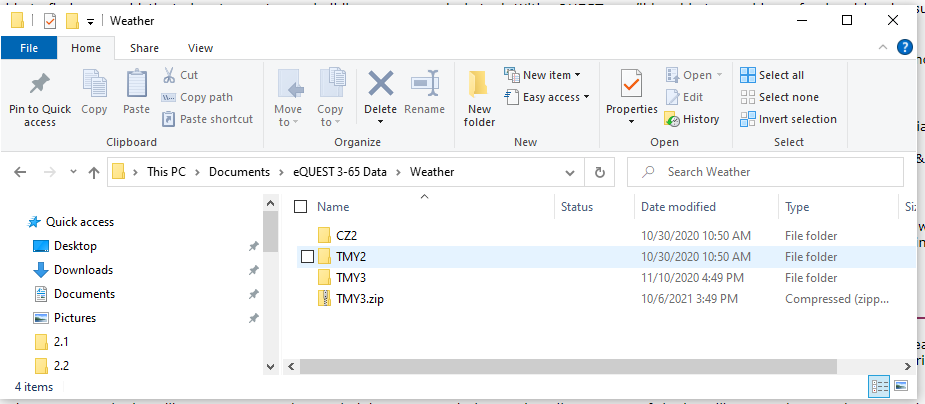 Weather
File Home Share View
Pin to Quick access
Copy
Paste
Cut
Copy path
Paste shortcut
Clipboard
Move to
Copy to
Delete
Rename
Organize
New folder
New item
Easy access
New
Properties
Open
Edit
History
Open
Select all
Select none
Invert selection
Select
This PC > Documents > eQUEST 3-65 Data > Weather
Search Weather
Quick access
Desktop
Downloads
Documents
Pictures
2.1
2.2
Name Status Date modified Type Siz
CZ2 10/30/2020 10:50 AM File folder
TMY2 10/30/2020 10:50 AM File folder
TMY3 11/10/2020 4:49 PM File folder
TMY3.zip 10/6/2021 3:49 PM Compressed (zipp...
4 items